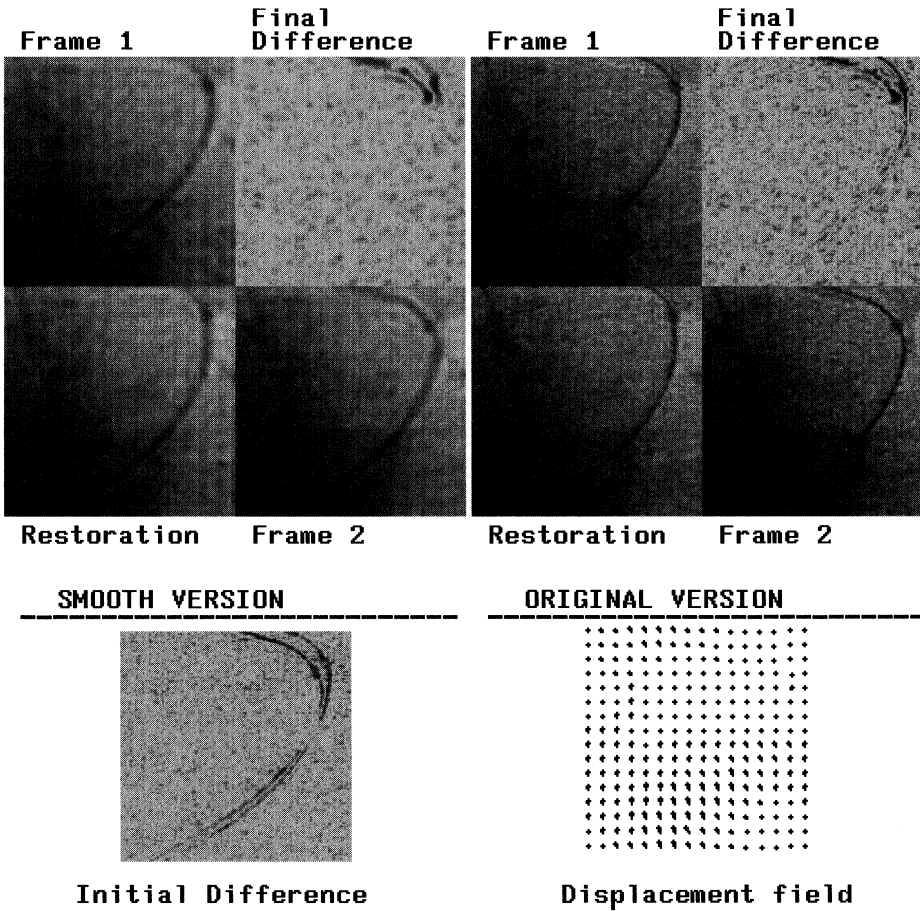 Final
Frame 1 Difference
Final
Frame 1 Difference
Restoration Frame 2
Restoration Frame 2
SMOOTH VERSION
ORIGINAL VERSION
Initial Difference
Displacement field